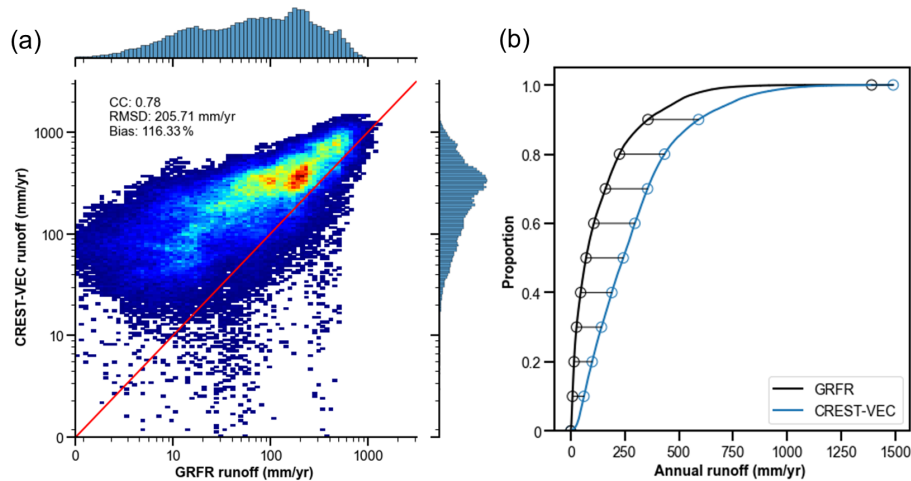 (a)
CC: 0.78
RMSD: 205.71 mm/yr
Bias: 116.33%
CREST-VEC runoff (mm/yr)
1000
100
10
0
0 10 100 1000
GRFR runoff (mm/yr)
(b)
Proportion
1.0
0.8
0.6
0.4
0.2
0
GRFR
CREST-VEC
0 250 500 750 1000 1250 1500
Annual runoff (mm/yr)